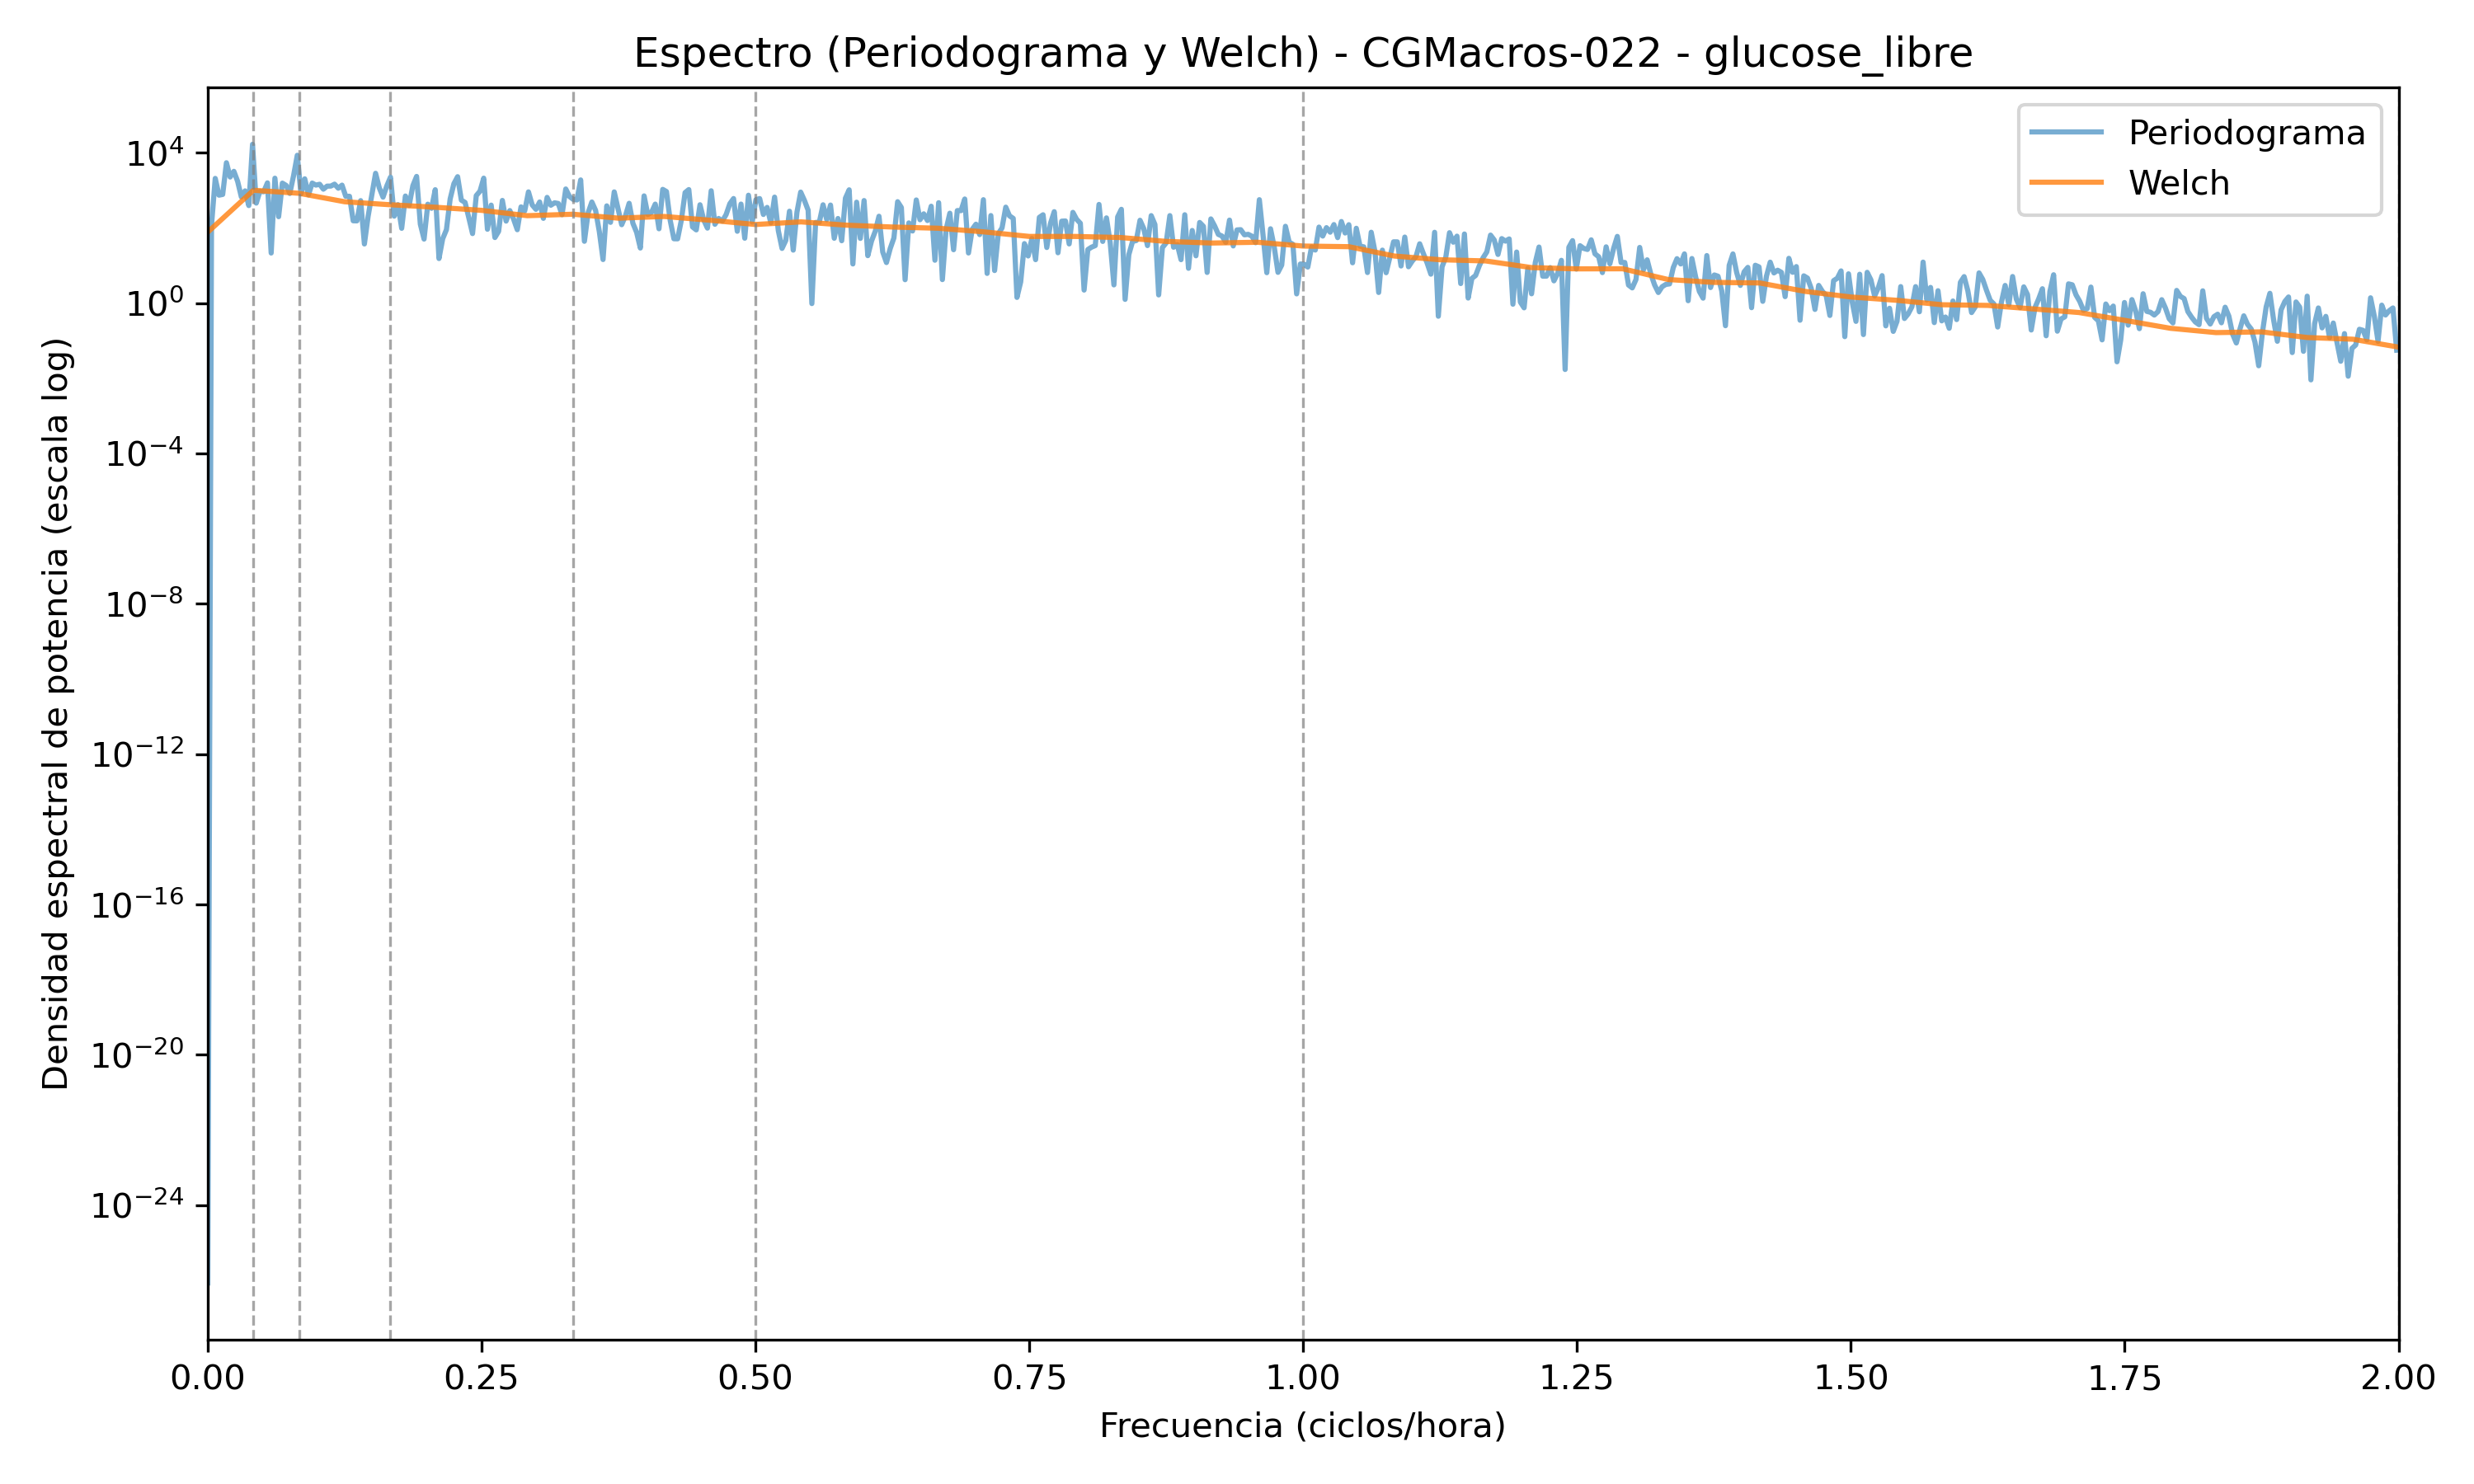 Espectro (Periodograma y Welch) - CGMacros-022 - glucose_libre
Periodograma
Welch
Densidad espectral de potencia (escala log)
10^4
10^0
10^−4
10^−8
10^−12
10^−16
10^−20
10^−24
0.00 0.25 0.50 0.75 1.00 1.25 1.50 1.75 2.00
Frecuencia (ciclos/hora)